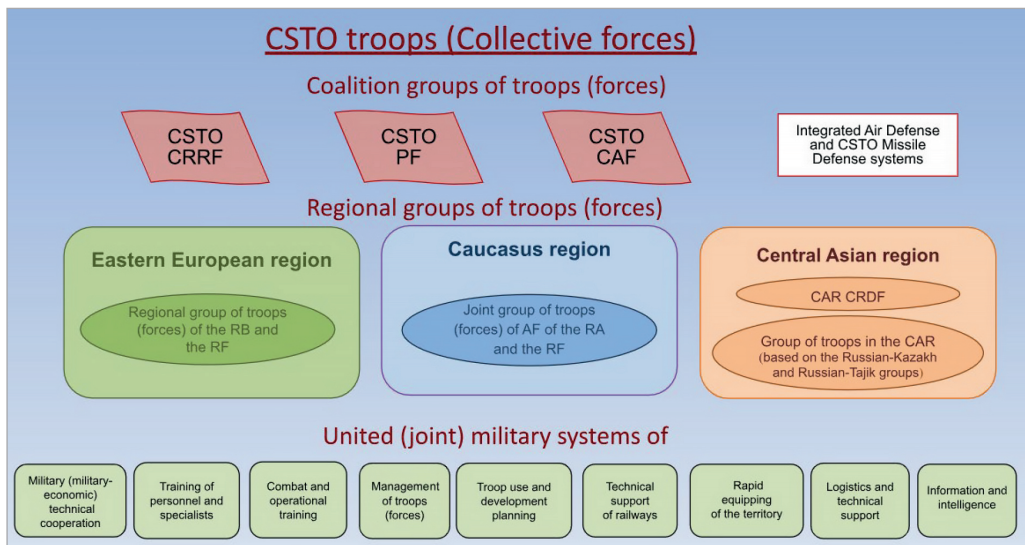 CSTO troops (Collective forces)
Coalition groups of troops (forces)
CSTO
CRRF
CSTO
PF
CSTO
CAF
Integrated Air Defense
and CSTO Missile
Defense systems
Regional groups of troops (forces)
Eastern European region
Regional group of troops
(forces) of the RB and
the RF
Caucasus region
Joint group of troops
(forces) of AF of the RA
and the RF
Central Asian region
CAR CRDF
Group of troops in the CAR
(based on the Russian-Kazakh
and Russian-Tajik groups)
United (joint) military systems of
Military (military-
economic)
technical
cooperation
Training of
personnel and
specialists
Combat and
operational
training
Management
of troops
(forces)
Troop use and
development
planning
Technical
support
of railways
Rapid
equipping
of the territory
Logistics and
technical
support
Information and
intelligence